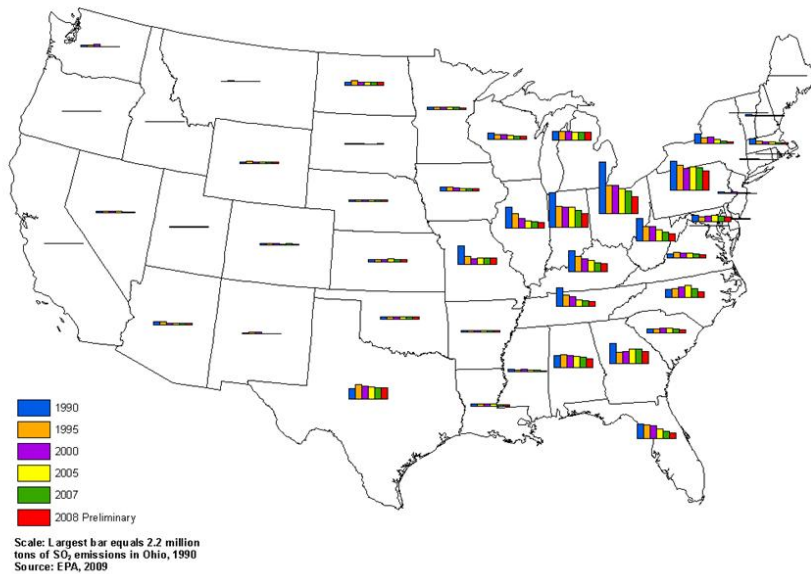 1990
1995
2000
2005
2007
2008 Preliminary
Scale: Largest bar equals 2.2 million
tons of SO₂ emissions in Ohio, 1990
Source: EPA, 2009